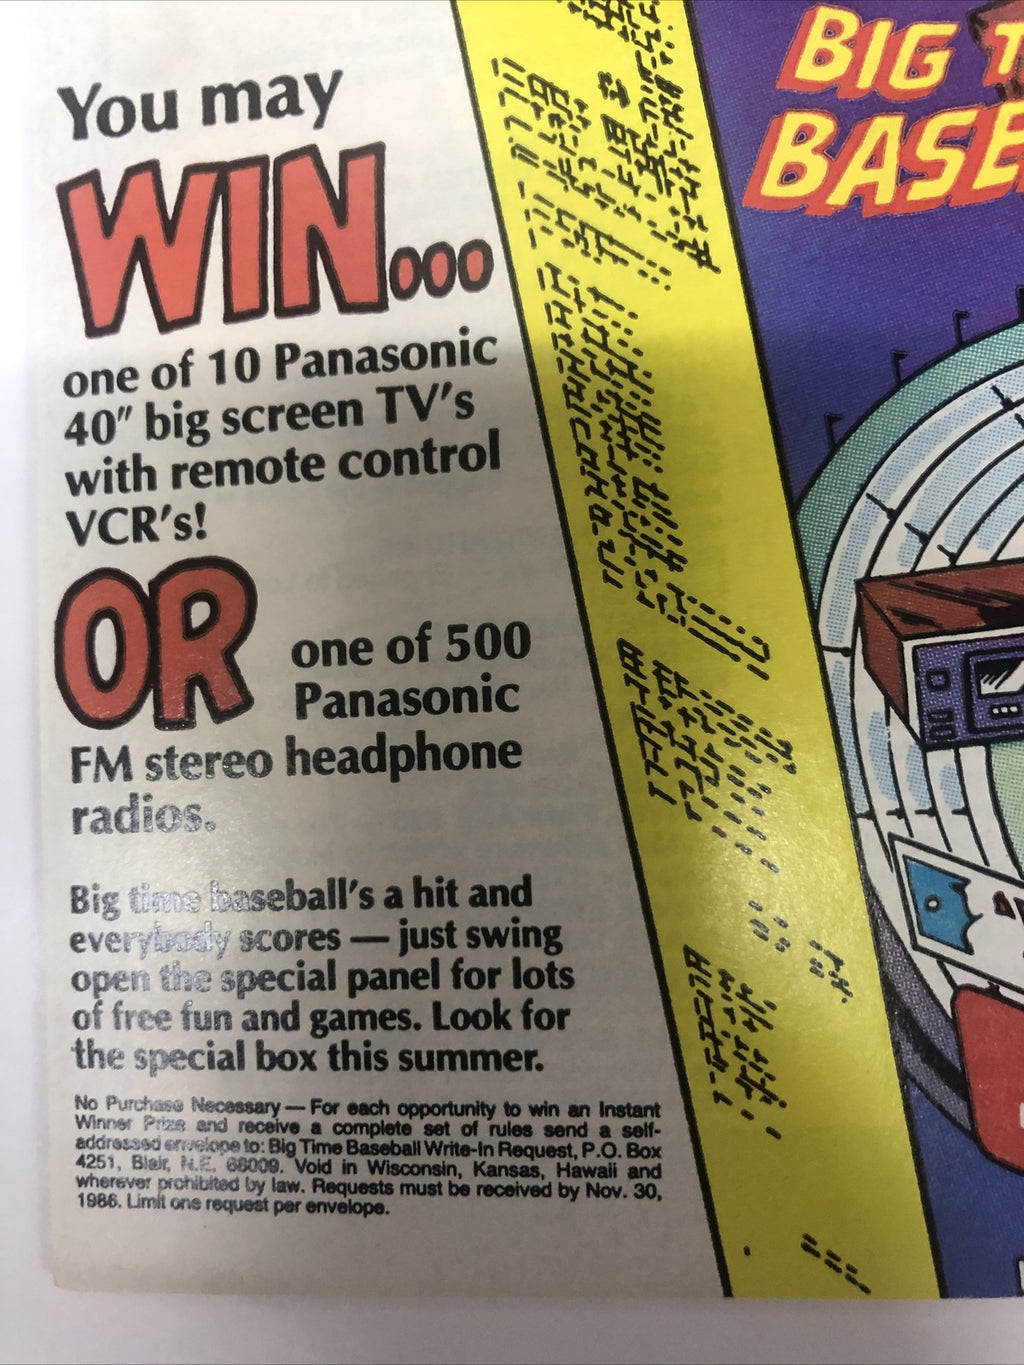 You may
WIN...
one of 10 Panasonic
40" big screen TV's
with remote control
VCR's!
OR one of 500
Panasonic
FM stereo headphone
radios.
Big time baseball's a hit and
everybody scores — just swing
open the special panel for lots
of free fun and games. Look for
the special box this summer.
No Purchase Necessary — For each opportunity to win an Instant
Winner Prize and receive a complete set of rules send a self-
addressed envelope to: Big Time Baseball Write-In Request, P.O. Box
4251, Blair, N.E. 68009. Void in Wisconsin, Kansas, Hawaii and
wherever prohibited by law. Requests must be received by Nov. 30,
1986. Limit one request per envelope.
BIG T
BASE